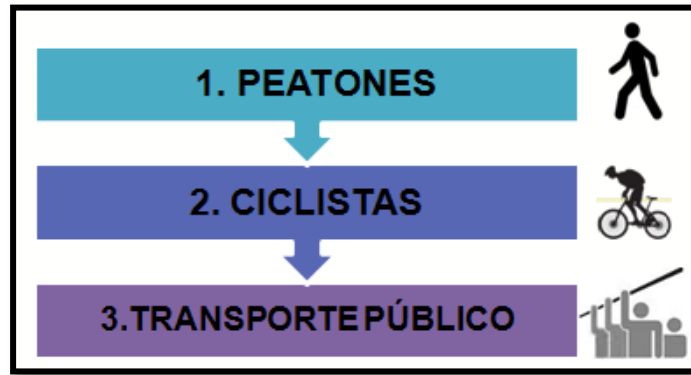 1. PEATONES
2. CICLISTAS
3.TRANSPORTE PÚBLICO